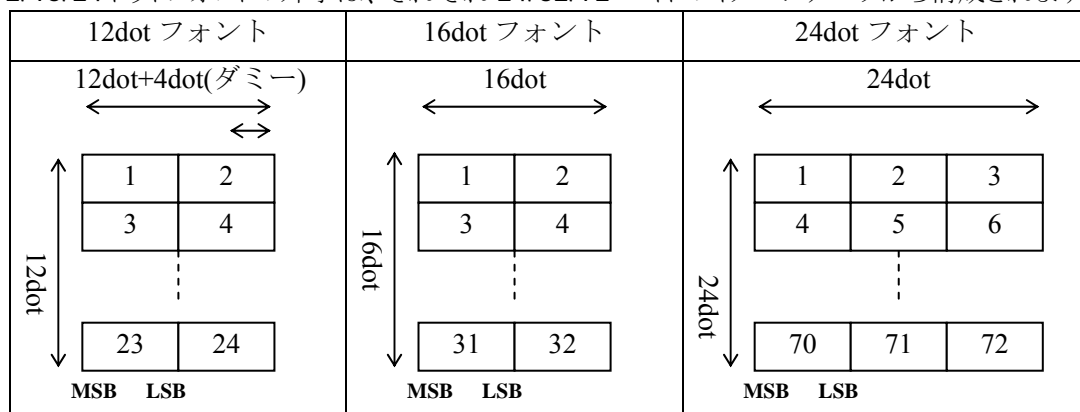 12dot フォント 16dot フォント 24dot フォント
12dot+4dot(ダミー) 16dot 24dot
1 2 1 2 1 2 3
3 4 3 4 4 5 6
12dot 16dot 24dot
23 24 31 32 70 71 72
MSB LSB MSB LSB MSB LSB